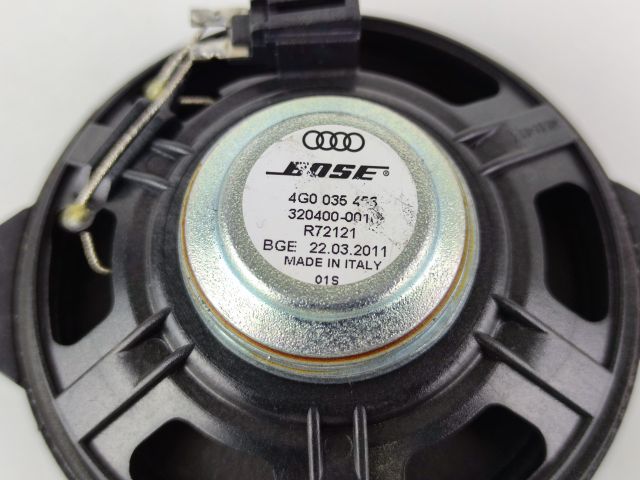 BOSE®
4G0 035
R72121
BGE 22.03.2011
MADE IN ITALY
01S